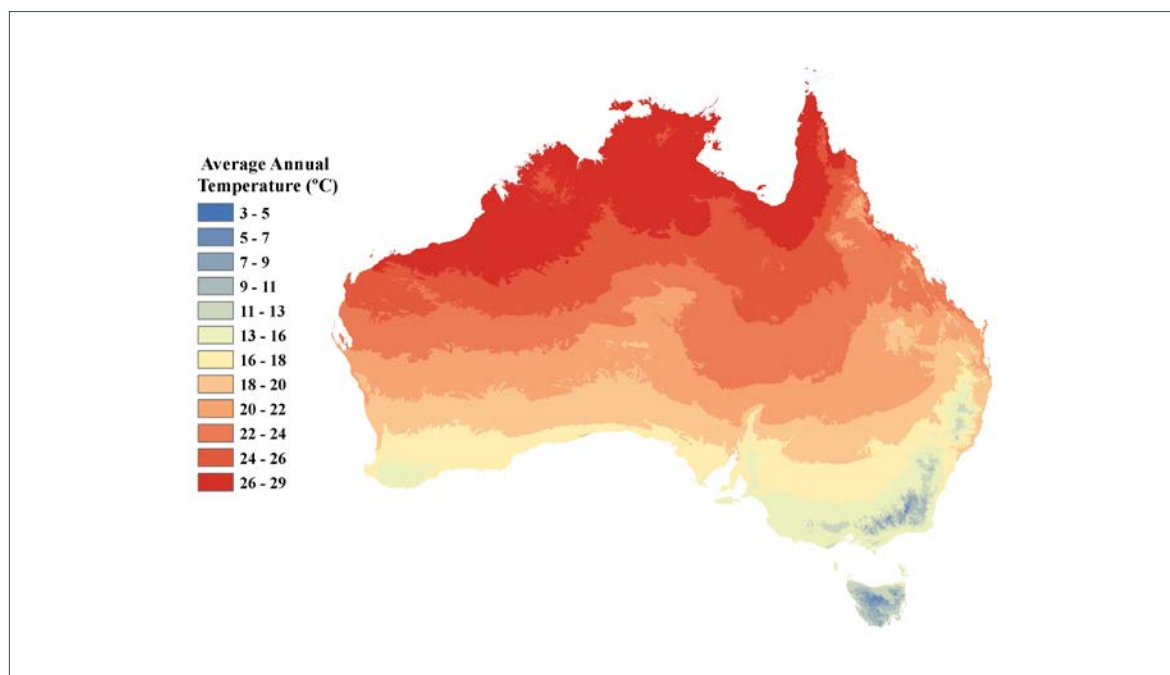 Average Annual
Temperature (ºC)
3 - 5
5 - 7
7 - 9
9 - 11
11 - 13
13 - 16
16 - 18
18 - 20
20 - 22
22 - 24
24 - 26
26 - 29